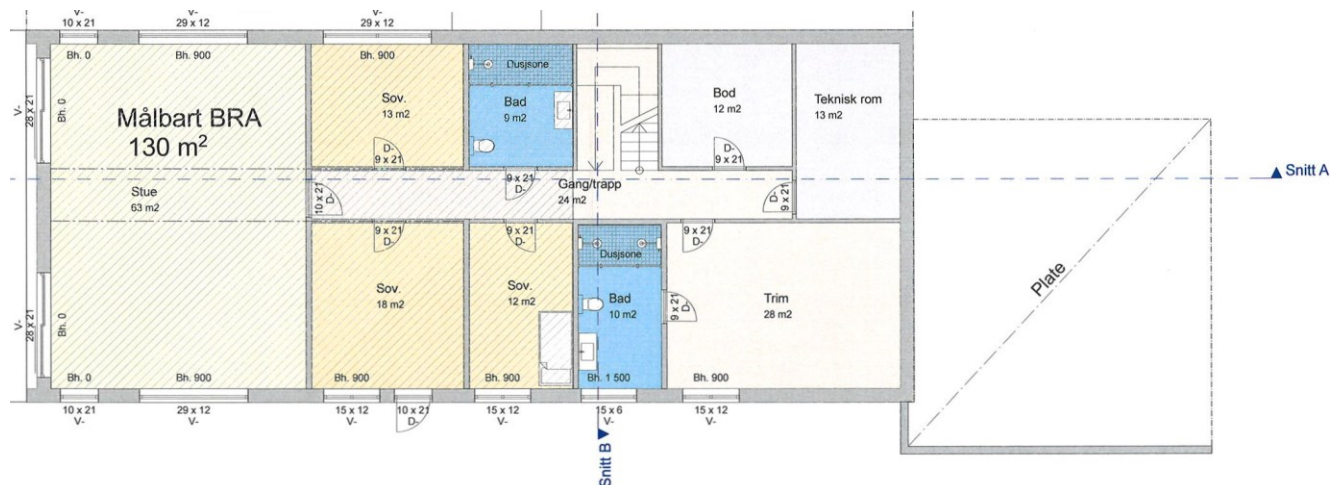 V-
10 x 21
V-
29 x 12
V-
29 x 12
Bh. 0
Bh. 900
Bh. 900
Dusjsone
V-
28 x 21
Bh. 0
Målbart BRA
130 m²
Sov.
13 m2
Bad
9 m2
Bod
12 m2
Teknisk rom
13 m2
D-
9 x 21
D-
9 x 21
Snitt A
Stue
63 m2
10 x 21
D-
9 x 21
D-
Gang/trapp
24 m2
D-
9 x 21
9 x 21
D-
9 x 21
D-
9 x 21
D-
Dusjsone
Sov.
18 m2
Sov.
12 m2
Bad
10 m2
9 x 21
D-
Trim
28 m2
Plate
V-
28 x 21
Bh. 0
Bh. 0
Bh. 900
Bh. 900
Bh. 900
Bh. 1 500
Bh. 900
10 x 21
V-
29 x 12
V-
15 x 12
V-
10 x 21
D-
15 x 12
V-
15 x 6
V-
15 x 12
V-
Snitt B